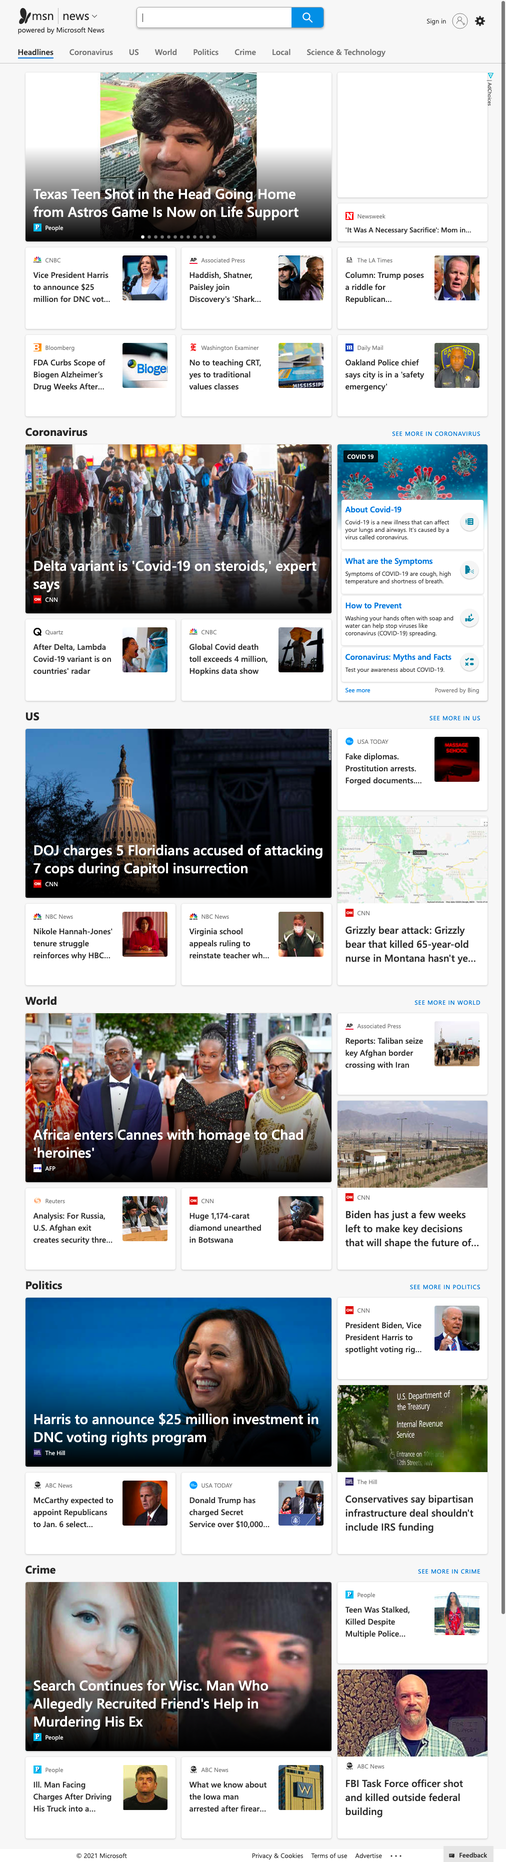 msn | news
powered by Microsoft News
Sign in
Headlines Coronavirus US World Politics Crime Local Science & Technology
AdChoices
Texas Teen Shot in the Head Going Home
from Astros Game Is Now on Life Support
People
Newsweek
'It Was A Necessary Sacrifice': Mom in...
CNBC
Vice President Harris
to announce $25
million for DNC vot...
Associated Press
Haddish, Shatner,
Paisley join
Discovery's 'Shark...
The LA Times
Column: Trump poses
a riddle for
Republican...
Bloomberg
FDA Curbs Scope of
Biogen Alzheimer's
Drug Weeks After...
Bioge
Washington Examiner
No to teaching CRT,
yes to traditional
values classes
MISSISSIPP
Daily Mail
Oakland Police chief
says city is in a 'safety
emergency'
Coronavirus
SEE MORE IN CORONAVIRUS
Delta variant is 'Covid-19 on steroids,' expert
says
CNN
COVID 19
About Covid-19
Covid-19 is a new illness that can affect
your lungs and airways. It's caused by a
virus called coronavirus.
What are the Symptoms
Symptoms of COVID-19 are cough, high
temperature and shortness of breath.
How to Prevent
Washing your hands often with soap and
water can help stop viruses like
coronavirus (COVID-19) spreading.
Coronavirus: Myths and Facts
Test your awareness about COVID-19.
See more
Powered by Bing
Quartz
After Delta, Lambda
Covid-19 variant is on
countries' radar
CNBC
Global Covid death
toll exceeds 4 million,
Hopkins data show
US
SEE MORE IN US
DOJ charges 5 Floridians accused of attacking
7 cops during Capitol insurrection
CNN
USA TODAY
Fake diplomas.
Prostitution arrests.
Forged documents....
MASSAGE
CNN
Grizzly bear attack: Grizzly
bear that killed 65-year-old
nurse in Montana hasn't ye...
NBC News
Nikole Hannah-Jones'
tenure struggle
reinforces why HBC...
NBC News
Virginia school
appeals ruling to
reinstate teacher wh...
World
SEE MORE IN WORLD
Africa enters Cannes with homage to Chad
'heroines'
AFP
Associated Press
Reports: Taliban seize
key Afghan border
crossing with Iran
CNN
Biden has just a few weeks
left to make key decisions
that will shape the future of...
Reuters
Analysis: For Russia,
U.S. Afghan exit
creates security thre...
CNN
Huge 1,174-carat
diamond unearthed
in Botswana
Politics
SEE MORE IN POLITICS
Harris to announce $25 million investment in
DNC voting rights program
The Hill
CNN
President Biden, Vice
President Harris to
spotlight voting rig...
U.S. Department of
the Treasury
Internal Revenue
Service
Entrance on
12th Street,
The Hill
Conservatives say bipartisan
infrastructure deal shouldn't
include IRS funding
ABC News
McCarthy expected to
appoint Republicans
to Jan. 6 select...
USA TODAY
Donald Trump has
charged Secret
Service over $10,000...
Crime
SEE MORE IN CRIME
Search Continues for Wisc. Man Who
Allegedly Recruited Friend's Help in
Murdering His Ex
People
People
Teen Was Stalked,
Killed Despite
Multiple Police...
ABC News
FBI Task Force officer shot
and killed outside federal
building
People
Ill. Man Facing
Charges After Driving
His Truck into a...
ABC News
What we know about
the Iowa man
arrested after firear...
W
© 2021 Microsoft
Privacy & Cookies Terms of use Advertise ...
Feedback